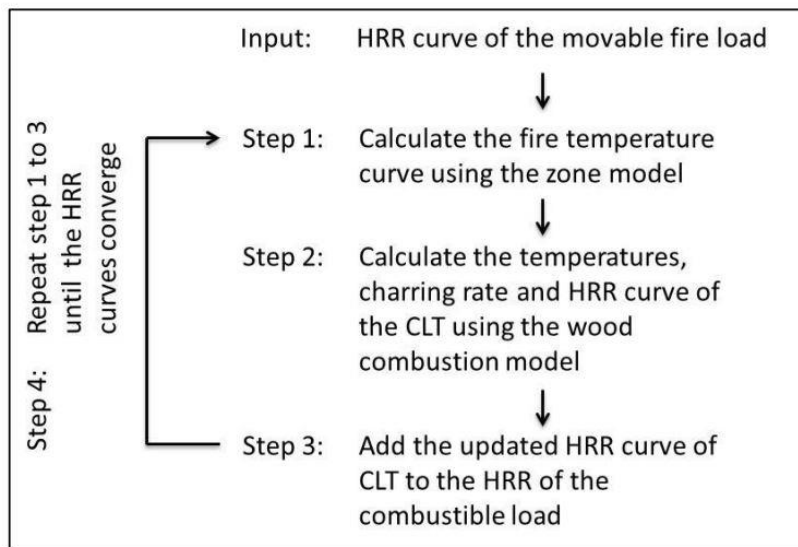 Input: HRR curve of the movable fire load
Step 1: Calculate the fire temperature
curve using the zone model
Step 2: Calculate the temperatures,
charring rate and HRR curve of
the CLT using the wood
combustion model
Step 3: Add the updated HRR curve of
CLT to the HRR of the
combustible load
Step 4: Repeat step 1 to 3
until the HRR
curves converge